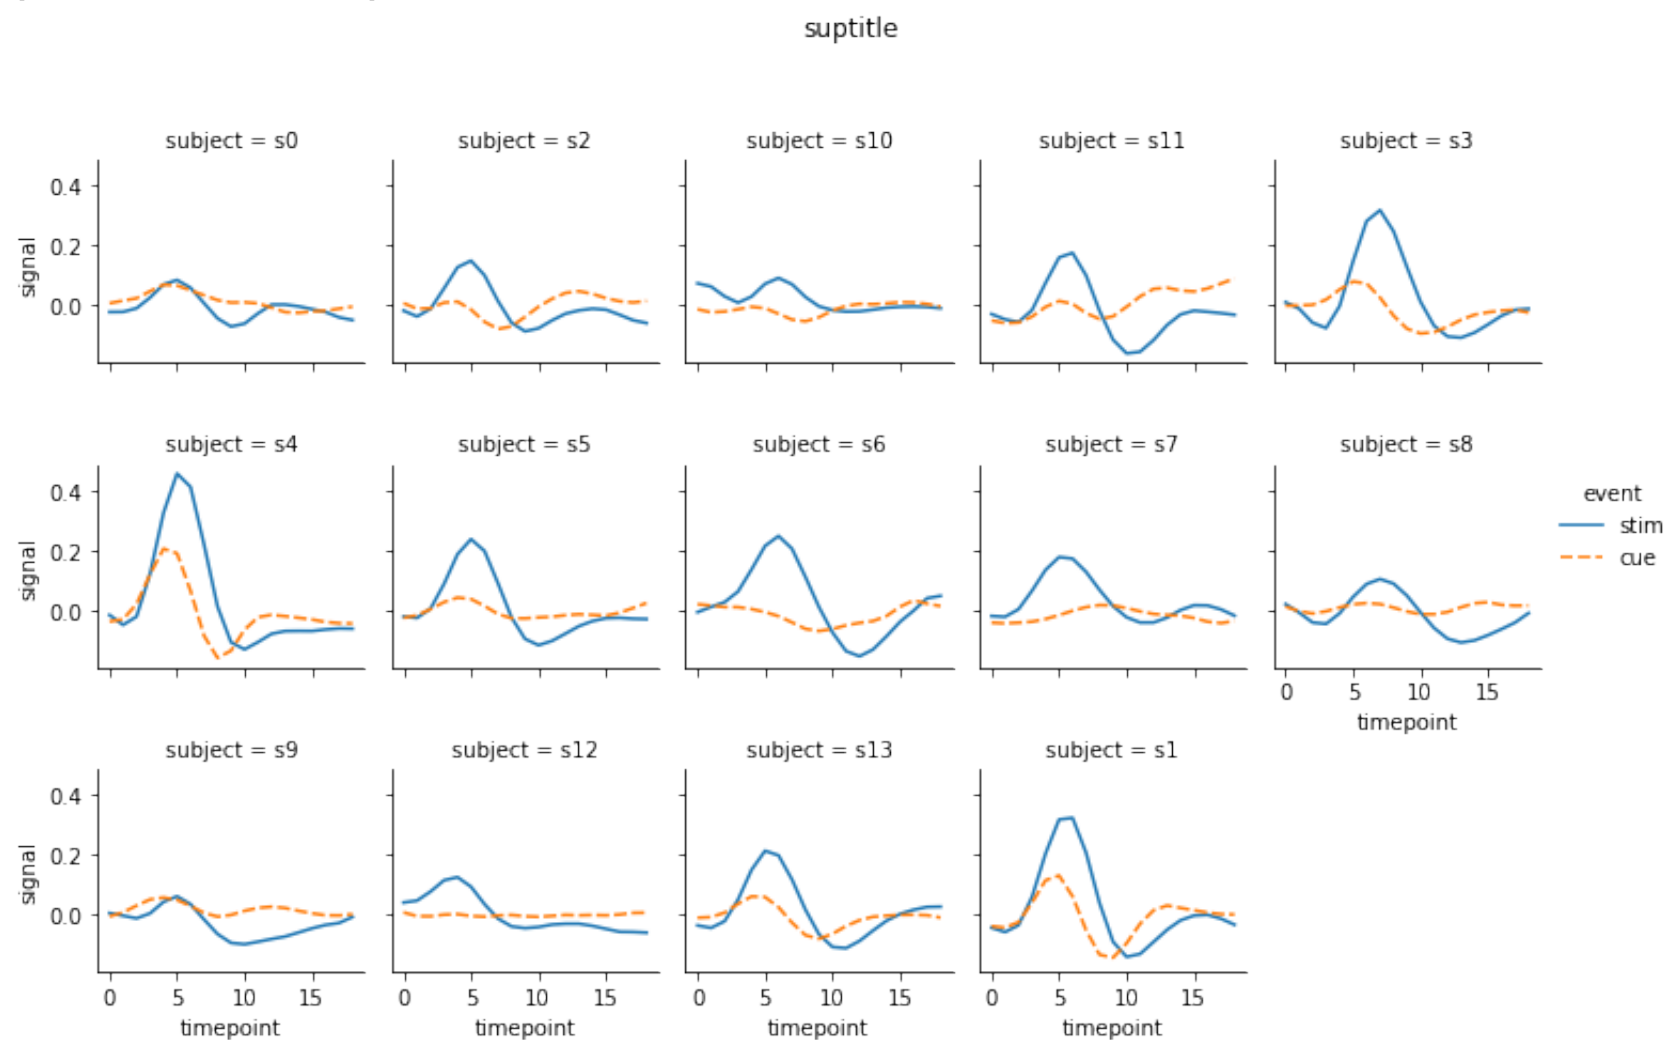 suptitle
subject = s0
subject = s2
subject = s10
subject = s11
subject = s3
0.4
0.2
0.0
signal
subject = s4
subject = s5
subject = s6
subject = s7
subject = s8
0.4
0.2
0.0
signal
0 5 10 15
timepoint
event
stim
cue
subject = s9
subject = s12
subject = s13
subject = s1
0.4
0.2
0.0
signal
0 5 10 15
timepoint
0 5 10 15
timepoint
0 5 10 15
timepoint
0 5 10 15
timepoint